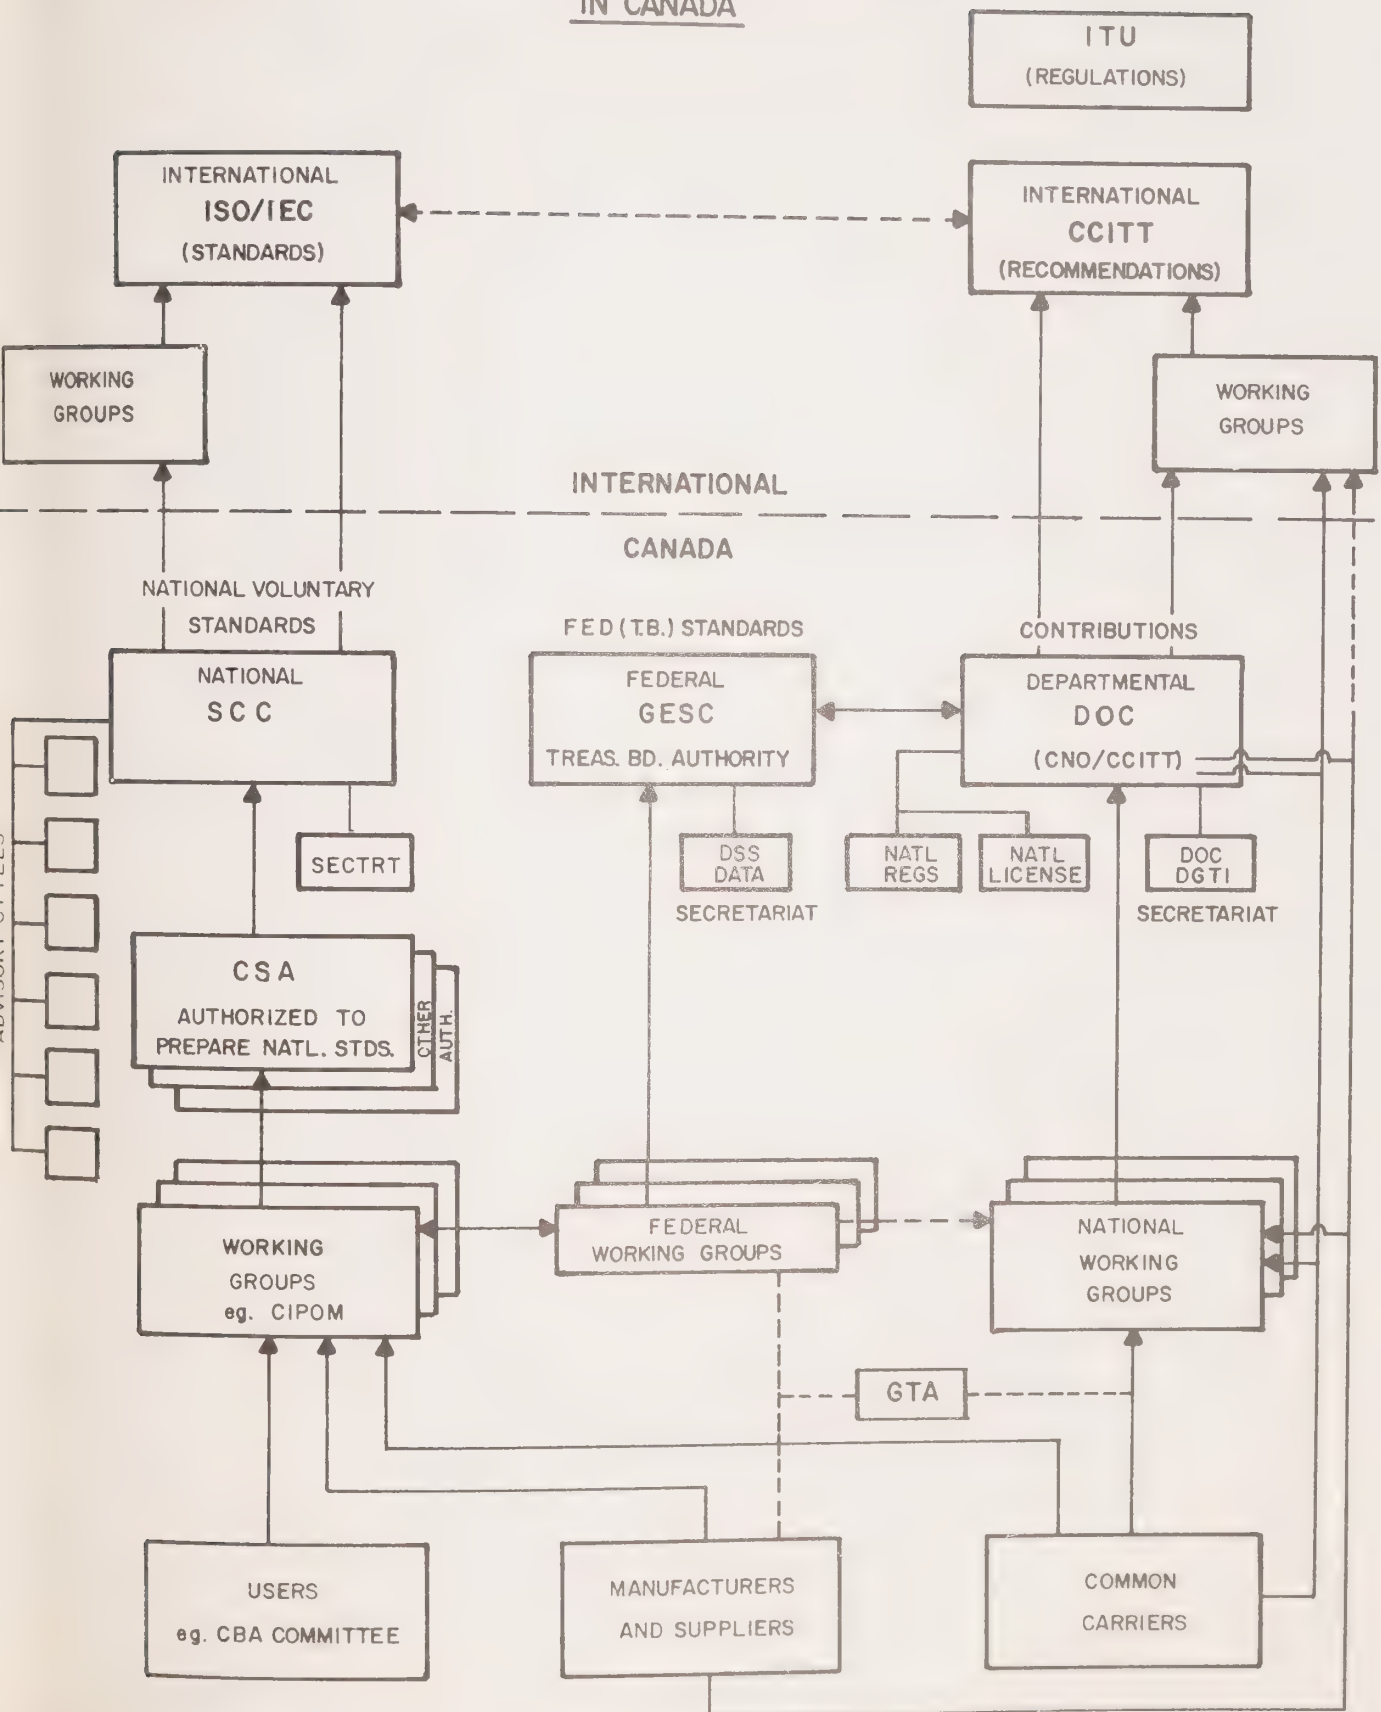 IN CANADA
ITU
(REGULATIONS)
INTERNATIONAL
ISO/IEC
(STANDARDS)
INTERNATIONAL
CCITT
(RECOMMENDATIONS)
WORKING
GROUPS
WORKING
GROUPS
INTERNATIONAL
CANADA
NATIONAL VOLUNTARY
STANDARDS
FED (T.B.) STANDARDS
CONTRIBUTIONS
NATIONAL
SCC
FEDERAL
GESC
TREAS. BD. AUTHORITY
DEPARTMENTAL
DOC
(CNO/CCITT)
SECTRT
DSS
DATA
SECRETARIAT
NATL
REGS
NATL
LICENSE
DOC
DGTI
SECRETARIAT
ADVISORY
CSA
AUTHORIZED TO
PREPARE NATL. STDS.
OTHER
AUTH.
WORKING
GROUPS
eg. CIPOM
FEDERAL
WORKING GROUPS
NATIONAL
WORKING
GROUPS
GTA
USERS
eg. CBA COMMITTEE
MANUFACTURERS
AND SUPPLIERS
COMMON
CARRIERS